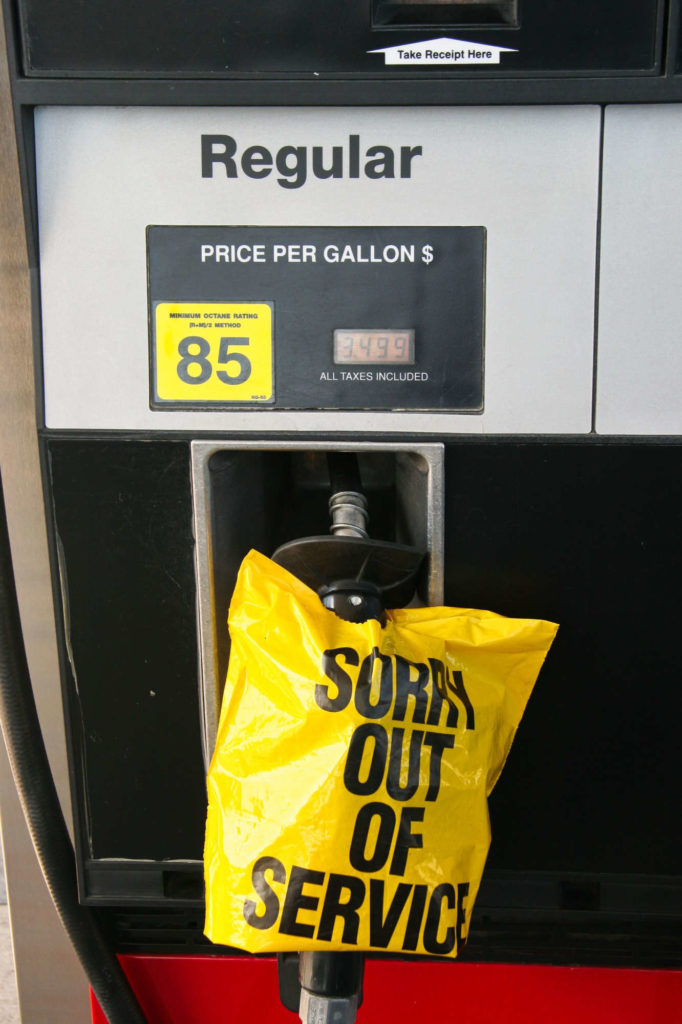 Take Receipt Here
Regular
PRICE PER GALLON $
MINIMUM OCTANE RATING
(R+M)/2 METHOD
85
3.499
ALL TAXES INCLUDED
SORRY
OUT
OF
SERVICE